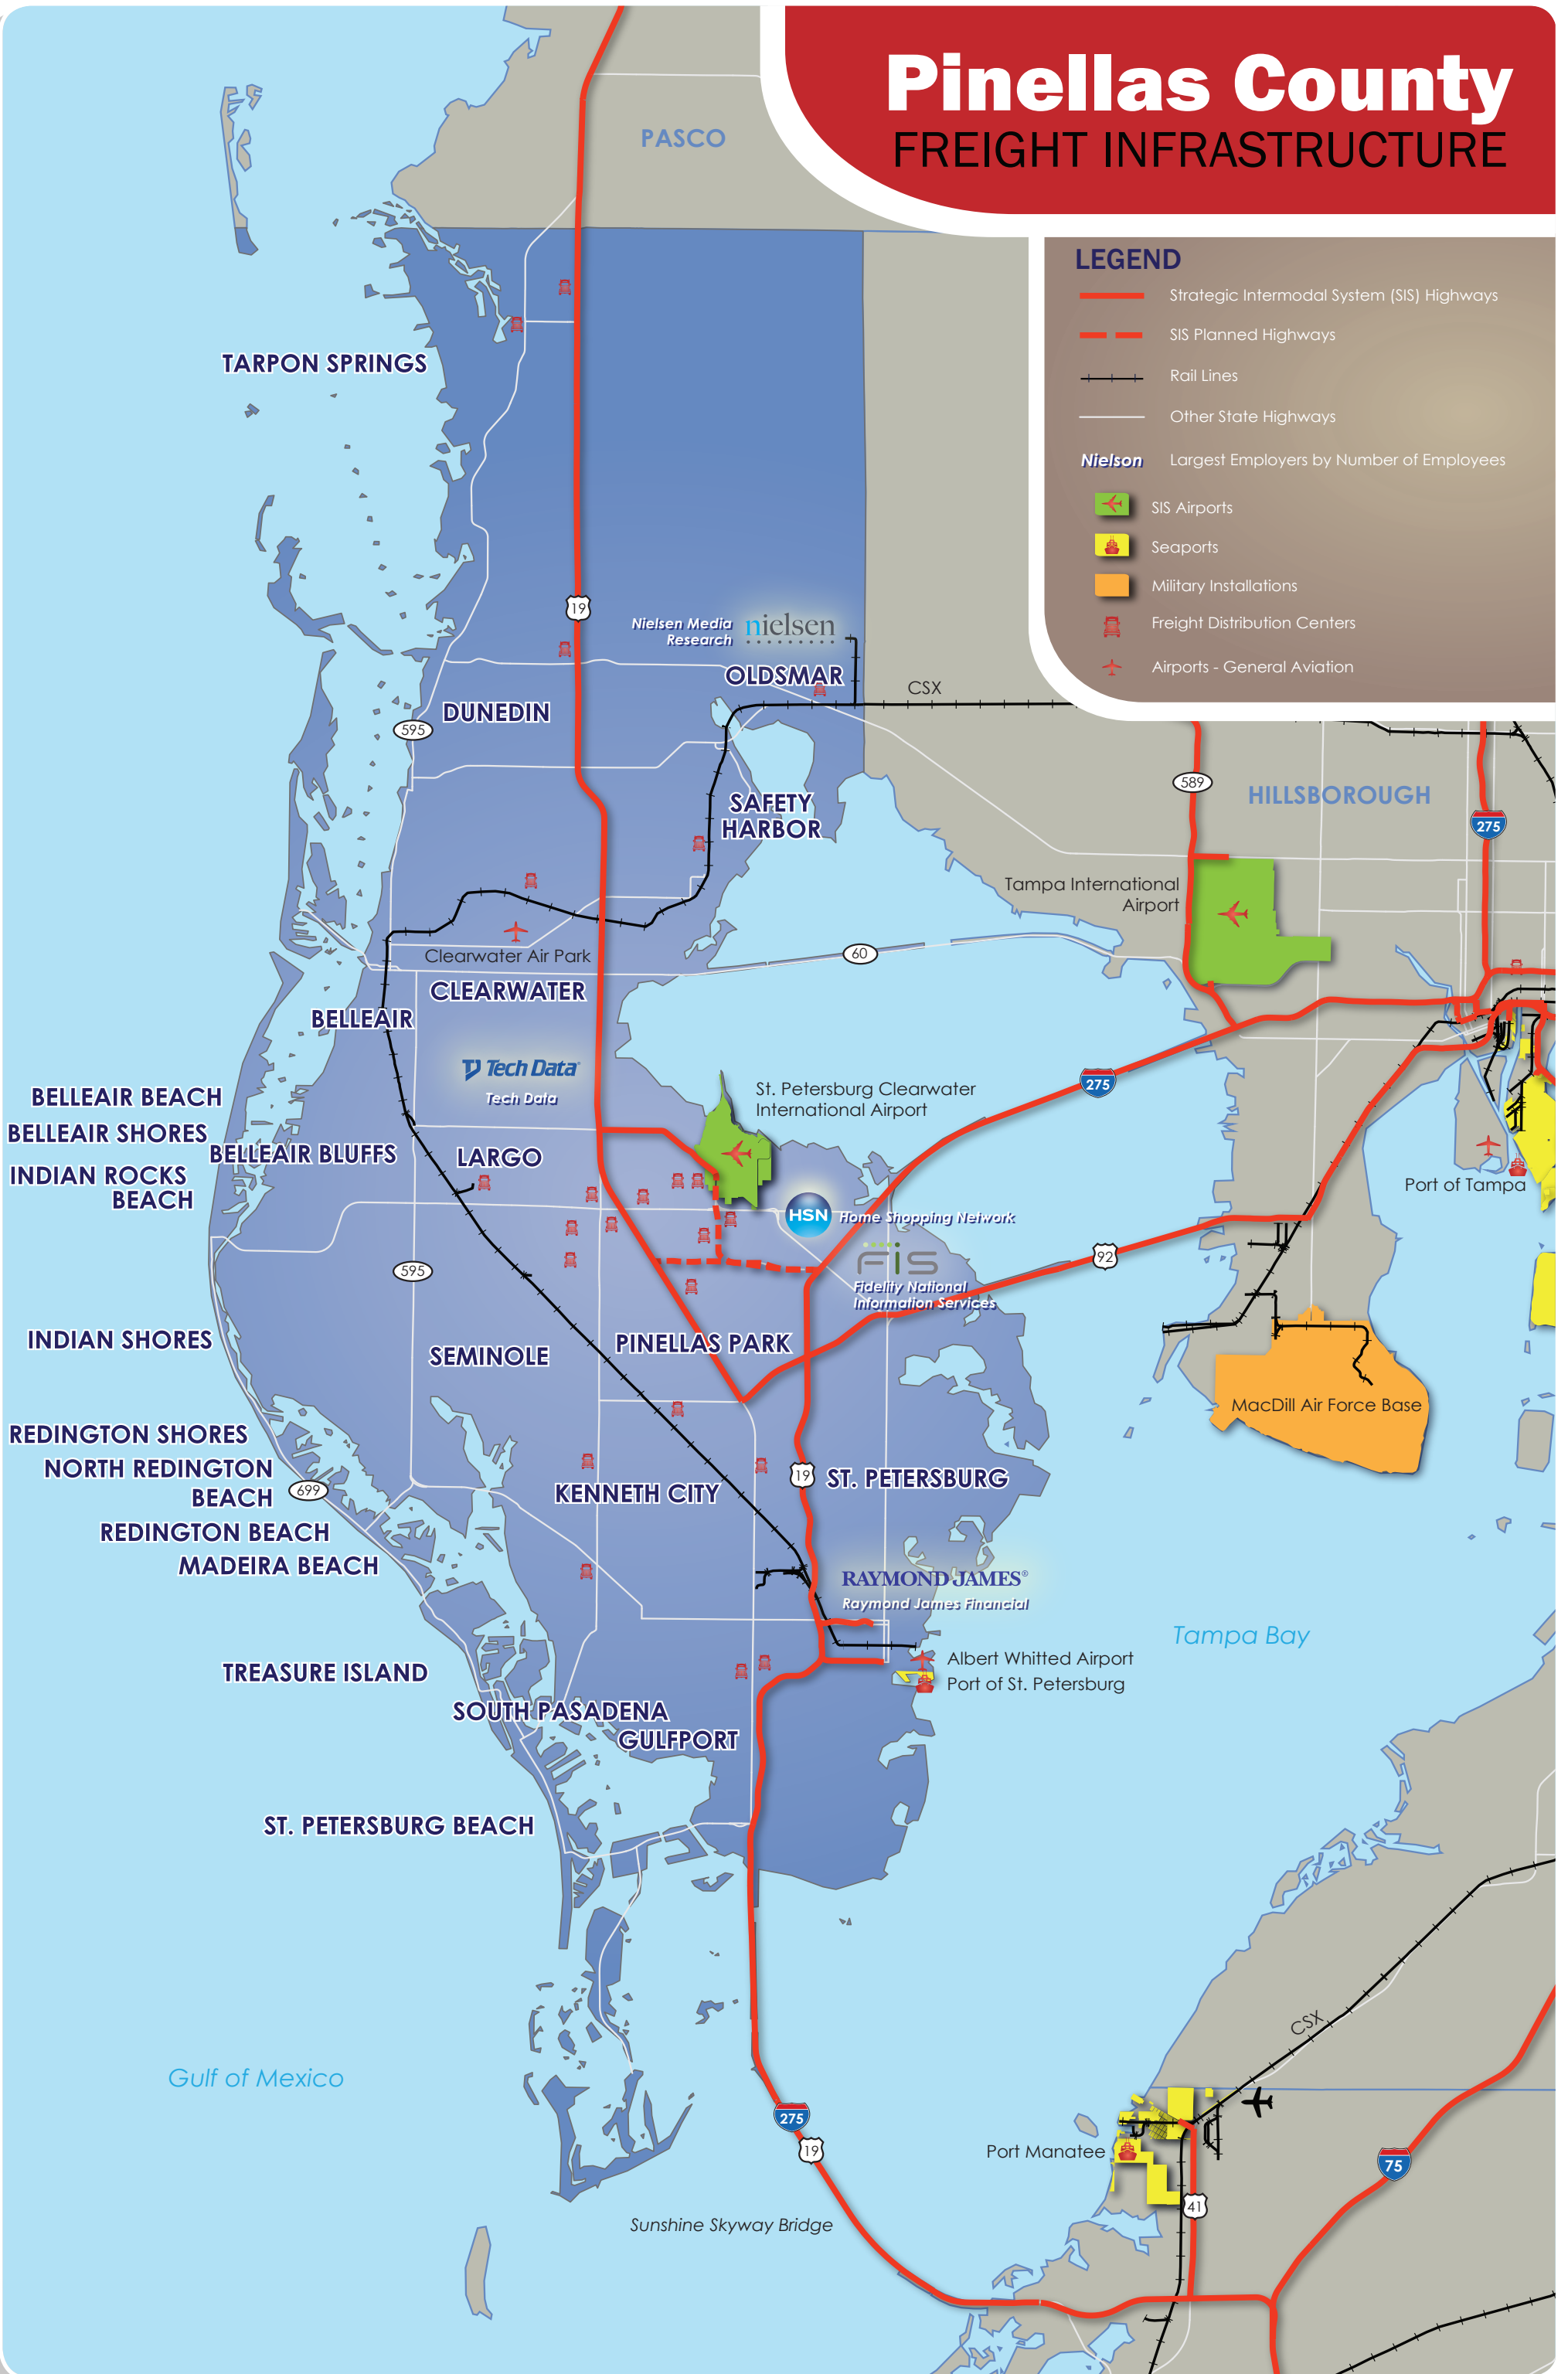 Pinellas County
FREIGHT INFRASTRUCTURE
PASCO
LEGEND
Strategic Intermodal System (SIS) Highways
SIS Planned Highways
Rail Lines
Other State Highways
Nielson Largest Employers by Number of Employees
SIS Airports
Seaports
Military Installations
Freight Distribution Centers
Airports - General Aviation
TARPON SPRINGS
19
Nielsen Media
Research
nielsen
OLDSMAR
CSX
DUNEDIN
595
589
HILLSBOROUGH
275
SAFETY
HARBOR
Tampa International
Airport
60
Clearwater Air Park
CLEARWATER
BELLEAIR
Tech Data
Tech Data
275
St. Petersburg Clearwater
International Airport
BELLEAIR BEACH
BELLEAIR SHORES
BELLEAIR BLUFFS
LARGO
INDIAN ROCKS
BEACH
Port of Tampa
HSN
Home Shopping Network
92
595
FIS
Fidelity National
Information Services
INDIAN SHORES
SEMINOLE
PINELLAS PARK
MacDill Air Force Base
REDINGTON SHORES
NORTH REDINGTON
BEACH
699
KENNETH CITY
19
ST. PETERSBURG
REDINGTON BEACH
MADEIRA BEACH
RAYMOND JAMES®
Raymond James Financial
Tampa Bay
Albert Whitted Airport
Port of St. Petersburg
TREASURE ISLAND
SOUTH PASADENA
GULFPORT
ST. PETERSBURG BEACH
CSX
Gulf of Mexico
275
19
Port Manatee
75
41
Sunshine Skyway Bridge